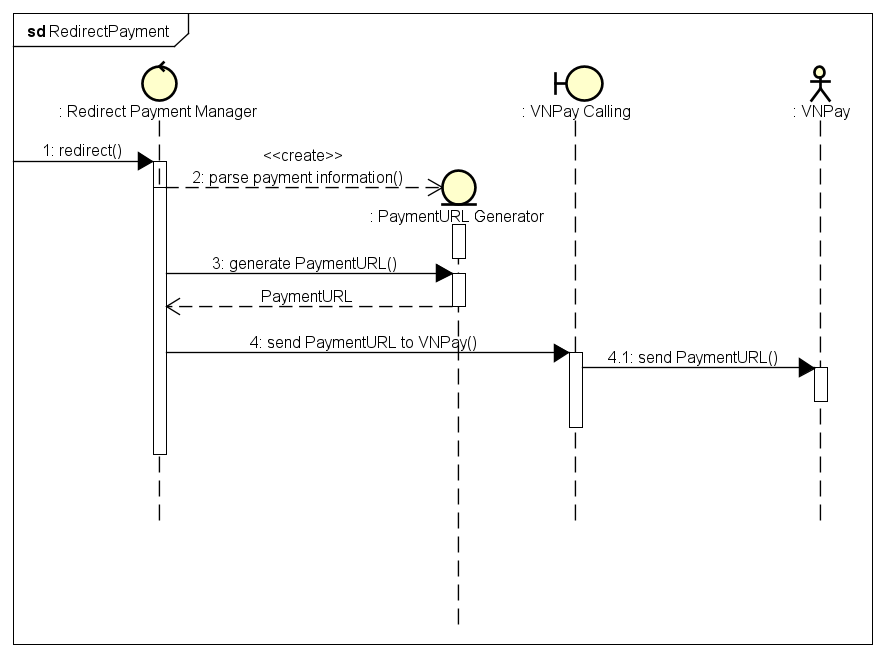 sd RedirectPayment
: Redirect Payment Manager
: VNPay Calling
: VNPay
1: redirect()
<<create>>
2: parse payment information()
: PaymentURL Generator
3: generate PaymentURL()
PaymentURL
4: send PaymentURL to VNPay()
4.1: send PaymentURL()